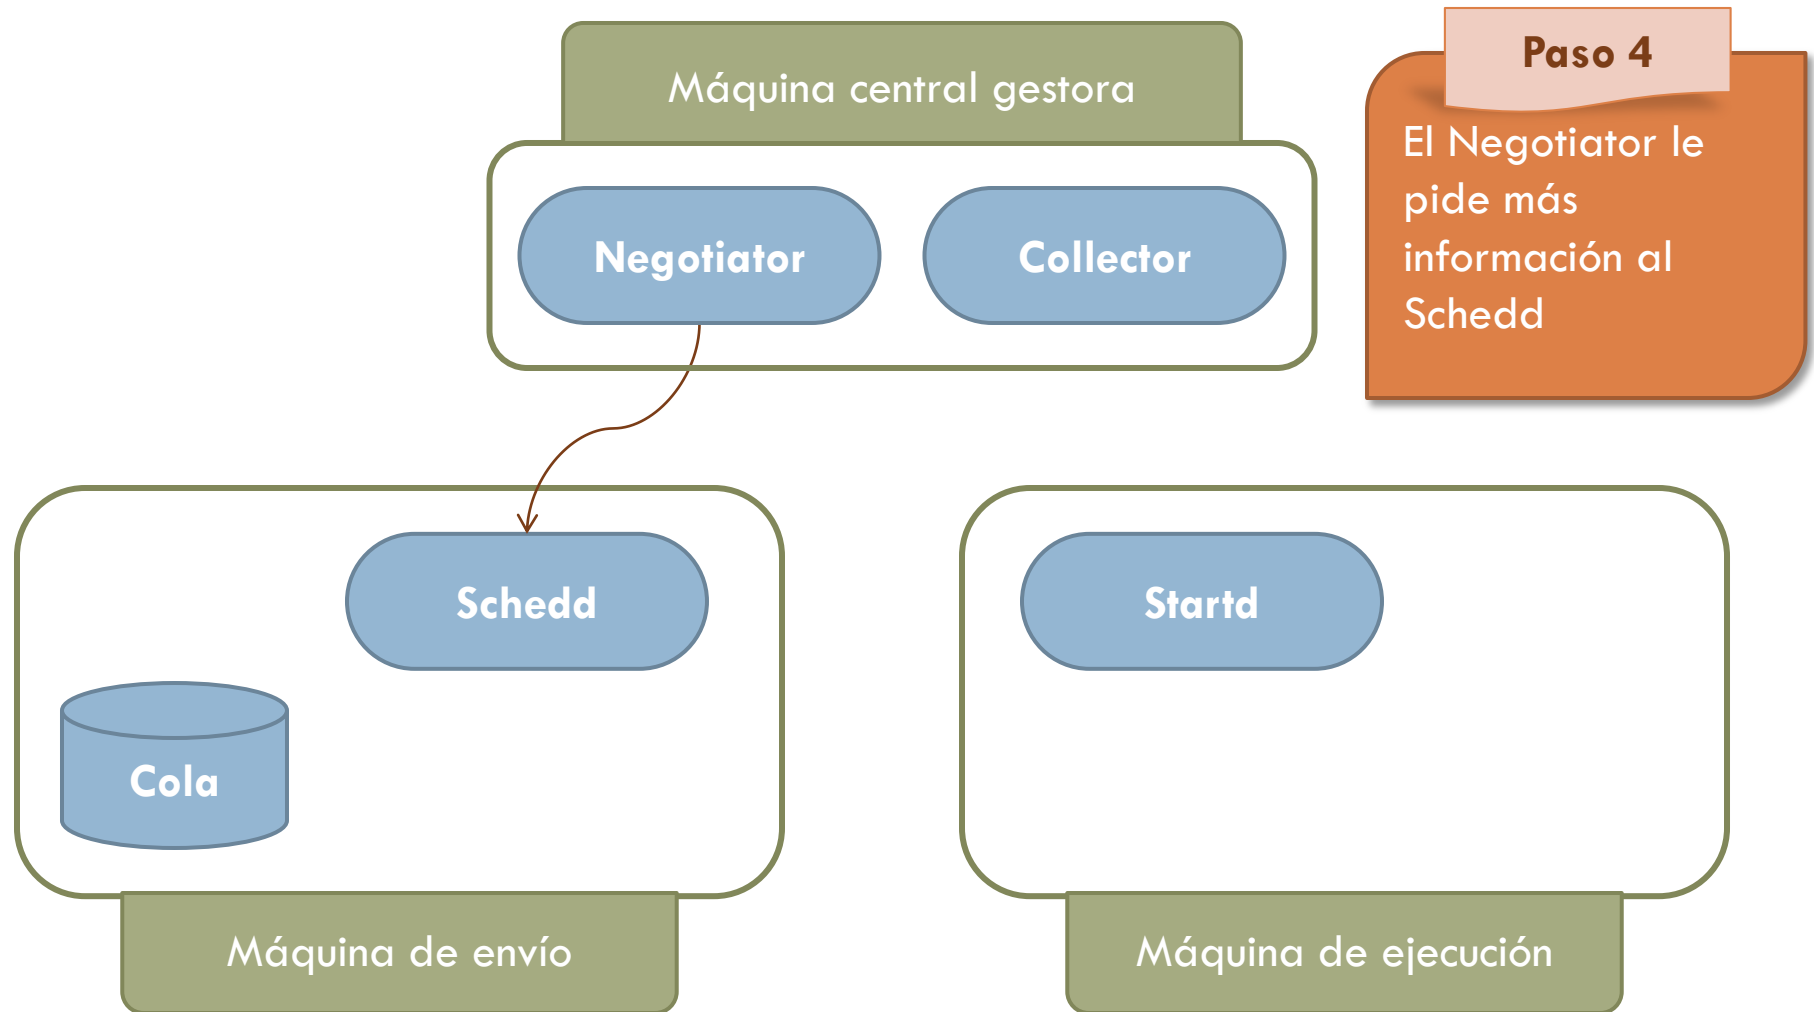 Máquina central gestora
Paso 4
El Negotiator le
pide más
información al
Schedd
Negotiator
Collector
Schedd
Startd
Cola
Máquina de envío
Máquina de ejecución